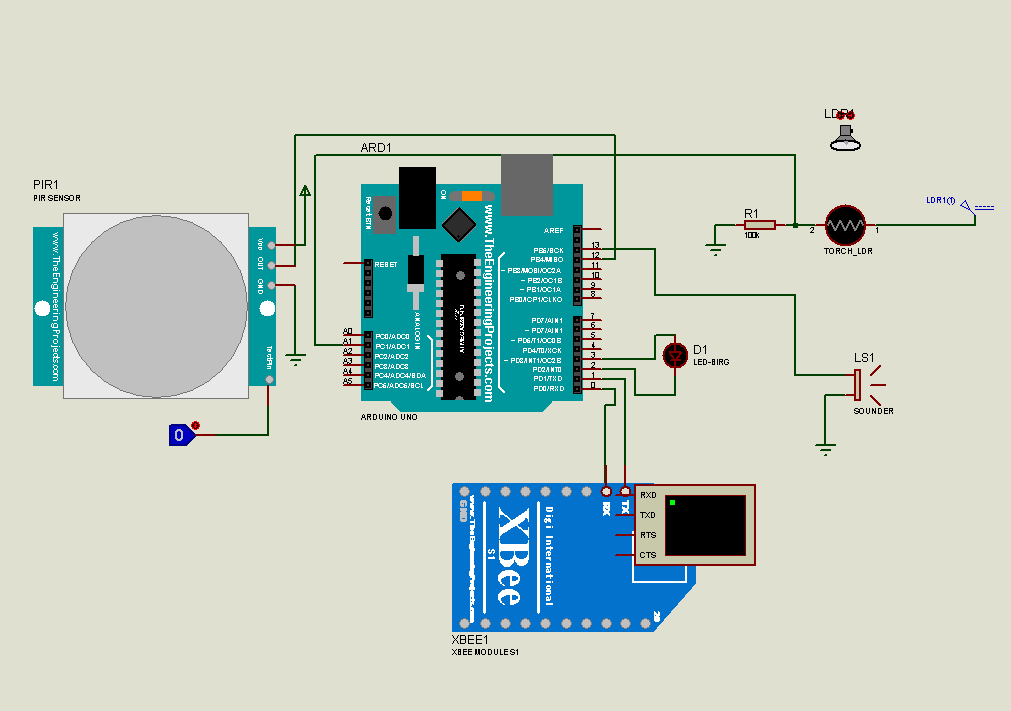 PIR1
PIR SENSOR
www.TheEngineeringProjects.com
Vcc
OUT
GND
TestPin
0
ARD1
Reset BTN
ON
www.TheEngineeringProjects.com
ANALOG IN
RESET
A0
A1
A2
A3
A4
A5
PC0/ADC0
PC1/ADC1
PC2/ADC2
PC3/ADC3
PC4/ADC4/SDA
PC5/ADC5/SCL
AREF
PB5/SCK
13
PB4/MISO
12
~ PB3/MOSI/OC2A
11
~ PB2/OC1B
10
~ PB1/OC1A
9
PB0/ICP1/CLKO
8
PD7/AIN1
7
~ PD7/AIN1
6
~ PD6/T1/OC0B
5
PD4/T0/XCK
4
~ PD3/INT1/OC2B
3
PD2/INT0
2
PD1/TXD
1
PD0/RXD
0
ARDUINO UNO
R1
100k
2
1
TORCH_LDR
LDR1(1)
D1
LED-BIRG
LS1
SOUNDER
XBee
S1
Digi International
www.TheEngineeringProjects.com
GND
RX
TX
20
RXD
TXD
RTS
CTS
XBEE1
XBEE MODULE S1